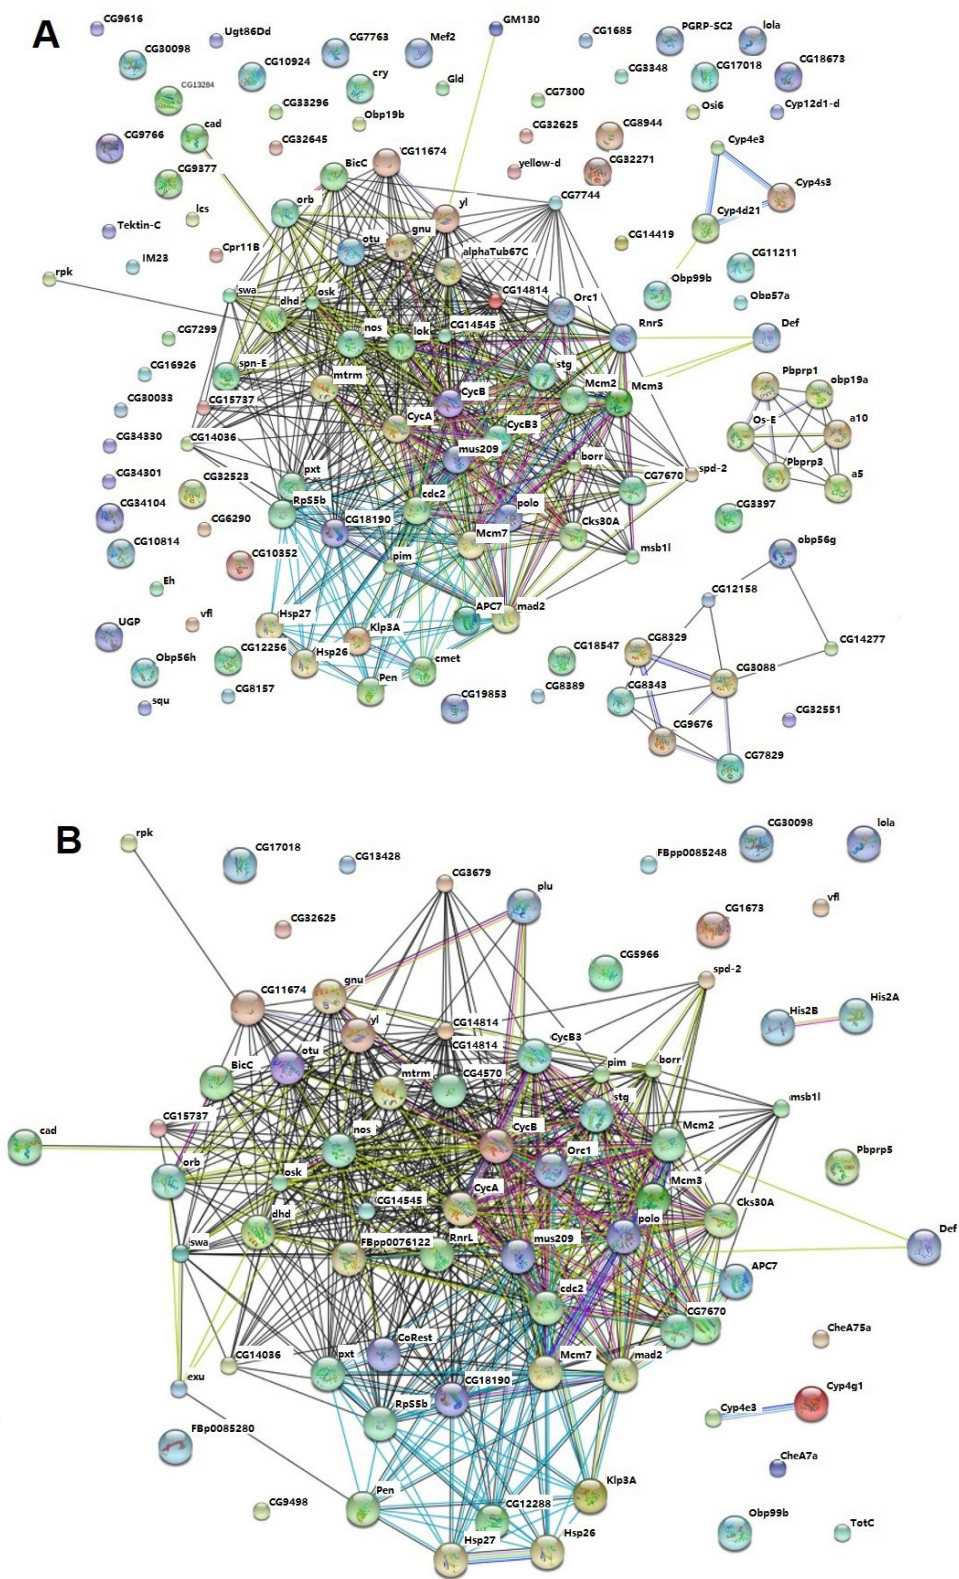 A
CG9616
Ugt86Dd
CG7763
Mef2
GM130
CG1685
PGRP-SC2
lola
CG30098
CG10924
cry
Gld
CG3348
CG17018
CG18673
CG13284
CG33296
Obp19b
CG7300
Osi6
Cyp12d1-d
cad
CG32645
CG32625
CG8944
CG9766
BicC
CG11674
yellow-d
CG32271
Cyp4e3
CG9377
Cyp4s3
lcs
orb
yl
CG7744
Cyp4d21
Tektin-C
otu
gnu
CG14419
Cpr11B
alphaTub67C
CG11211
IM23
Obp99b
rpk
swa
osk
CG14814
Orc1
Obp57a
dhd
CG7299
nos
lok
CG14545
RnrS
Def
CG16926
spn-E
mtrm
stg
Mcm2
Mcm3
Pbprp1
obp19a
CG30033
CG15737
CycB
CycA
CycB3
Os-E
a10
CG34330
CG14036
mus209
borr
CG34301
pxt
CG7670
spd-2
Pbprp3
a5
CG32523
cdc2
CG34104
RpS5b
polo
CG3397
CG6290
CG18190
Cks30A
CG10814
Mcm7
obp56g
CG10352
pim
msb1l
Eh
CG12158
UGP
vfl
Hsp27
APC7
mad2
Klp3A
CG14277
Obp56h
CG12256
Hsp26
cmet
CG18547
CG8329
CG3088
squ
CG8157
Pen
CG19853
CG8389
CG8343
CG32551
CG9676
CG7829
B
rpk
CG17018
CG13428
FBpp0085248
CG30098
lola
CG3679
plu
CG32625
CG1673
vfl
CG5966
spd-2
CG11674
gnu
His2B
His2A
yl
CG14814
CycB3
CG14814
otu
BicC
mtrm
CG4570
pim
borr
stg
msb1l
CG15737
cad
nos
CycB
Mcm2
Orc1
orb
osk
Pbprp5
CycA
Mcm3
CG14545
Cks30A
dhd
polo
swa
FBpp0076122
RnrL
mus209
Def
APC7
cdc2
CG7670
CoRest
CheA75a
CG14036
pxt
Mcm7
mad2
exu
CG18190
Cyp4g1
RpS5b
Cyp4e3
FBp0085280
CheA7a
Pen
Klp3A
CG9498
CG12288
Obp99b
TotC
Hsp27
Hsp26